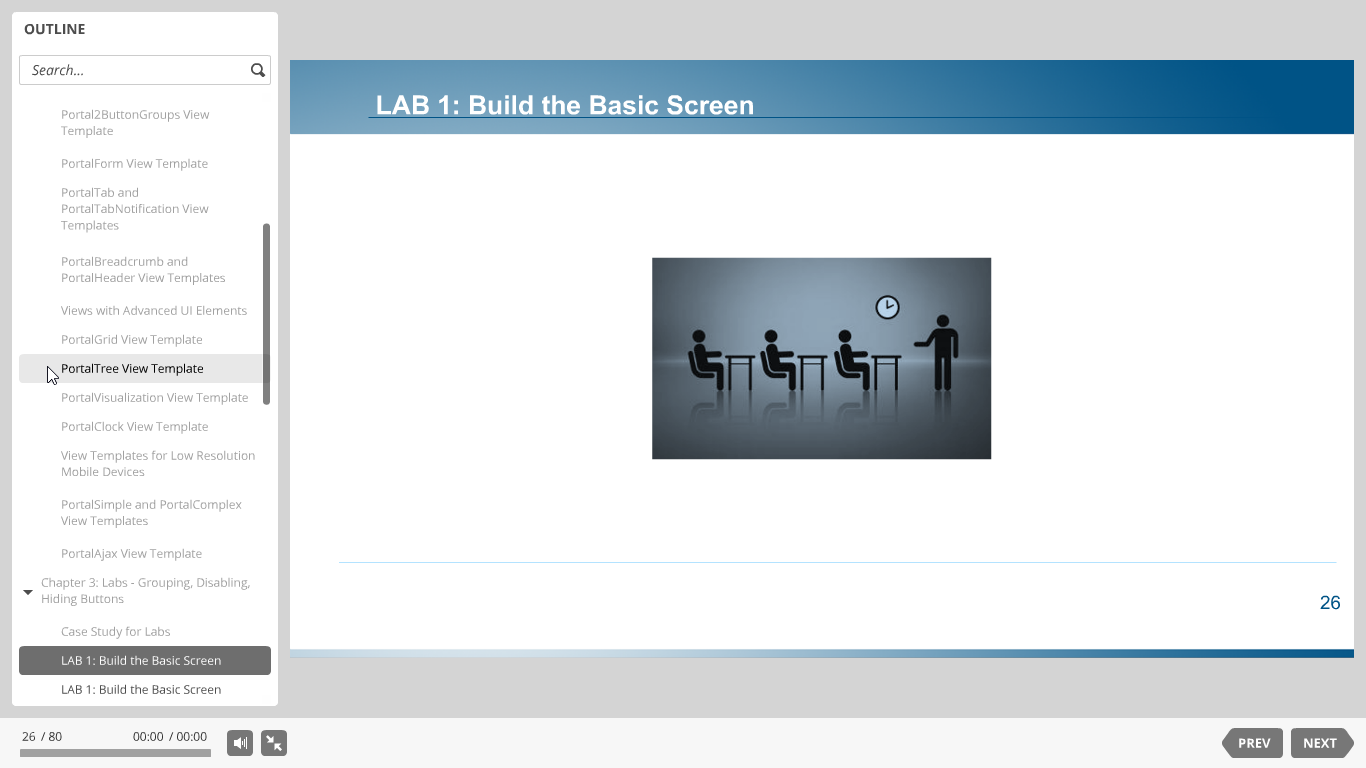 OUTLINE
Search...
Portal2ButtonGroups View
Template
PortalForm View Template
PortalTab and
PortalTabNotification View
Templates
PortalBreadcrumb and
PortalHeader View Templates
Views with Advanced UI Elements
PortalGrid View Template
PortalTree View Template
PortalVisualization View Template
PortalClock View Template
View Templates for Low Resolution
Mobile Devices
PortalSimple and PortalComplex
View Templates
PortalAjax View Template
Chapter 3: Labs - Grouping, Disabling,
Hiding Buttons
Case Study for Labs
LAB 1: Build the Basic Screen
LAB 1: Build the Basic Screen
LAB 1: Build the Basic Screen
26
26 / 80
00:00 / 00:00
PREV
NEXT